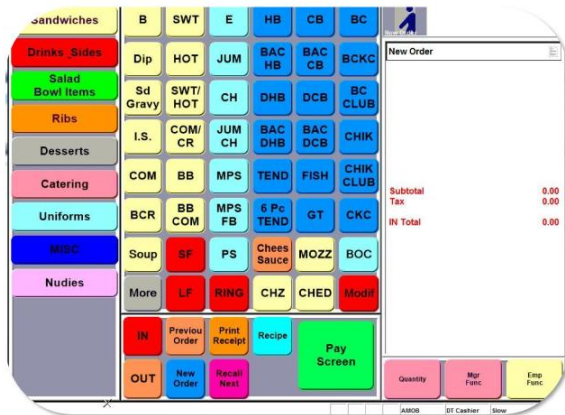 Sandwiches
Drinks_Sides
Salad
Bowl Items
Ribs
Desserts
Catering
Uniforms
MISC
Nudies
B SWT E HB CB BC
Dip HOT JUM BAC HB BAC CB BCKC
Sd Gravy SWT/HOT CH DHB DCB BC CLUB
I.S. COM/CR JUM CH BAC DHB BAC DCB CHIK
COM BB MPS TEND FISH CHIK CLUB
BCR BB COM MPS FB 6 Pc TEND GT CKC
Soup SF PS Chees Sauce MOZZ BOC
More LF RING CHZ CHED Modif
IN Previou Order Print Receipt Recipe
OUT New Order Recall Next
Pay
Screen
New Order
Subtotal 0.00
Tax 0.00
IN Total 0.00
Quantity
Mgr
Func
Emp
Func
AMOB DT Cashier Slow